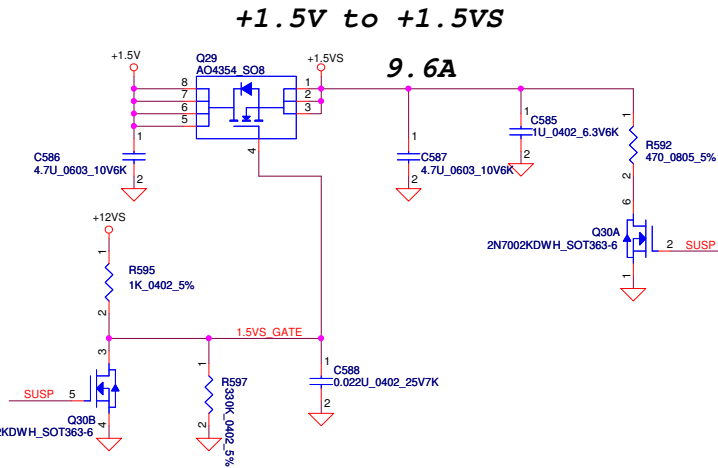 +1.5V to +1.5VS
+1.5V
Q29
AO4354_SO8
+1.5VS
9.6A
8
7
6
5
1
2
3
4
1
C586
4.7U_0603_10V6K
2
1
C587
4.7U_0603_10V6K
2
1
C585
1U_0402_6.3V6K
2
1
R592
470_0805_5%
2
6
Q30A
2N7002KDWH_SOT363-6
2
SUSP
1
+12VS
1
R595
1K_0402_5%
2
1.5VS_GATE
3
SUSP
5
Q30B
2KDWH_SOT363-6
4
1
R597
330K_0402_5%
2
1
C588
0.022U_0402_25V7K
2